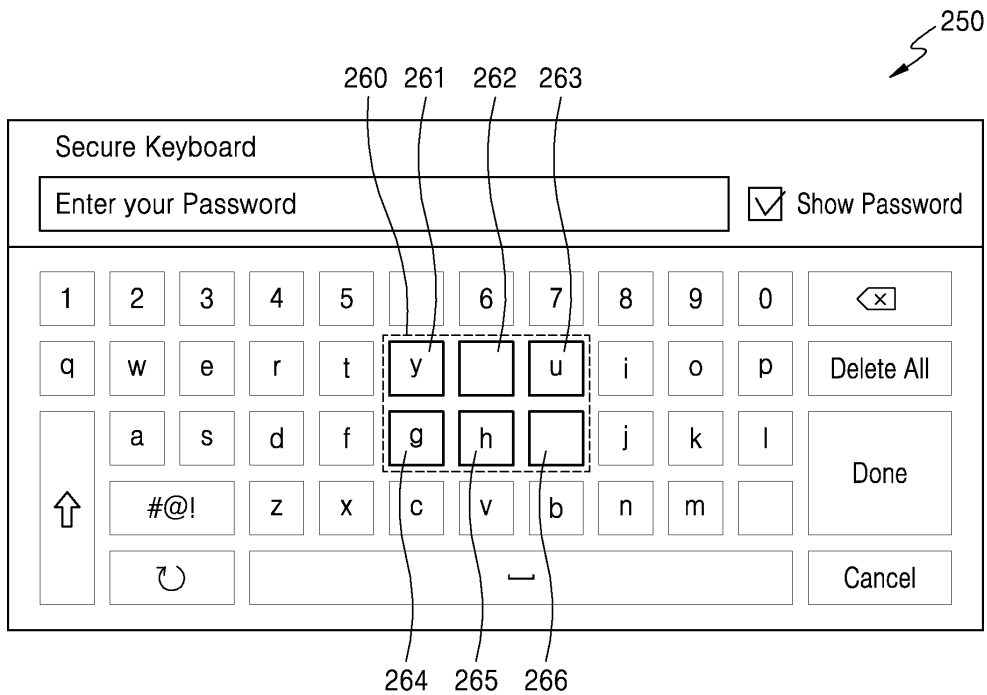 250
260 261 262 263
Secure Keyboard
Enter your Password Show Password
1 2 3 4 5 6 7 8 9 0
q w e r t y u i o p Delete All
a s d f g h j k l Done
#@! z x c v b n m
Cancel
264 265 266